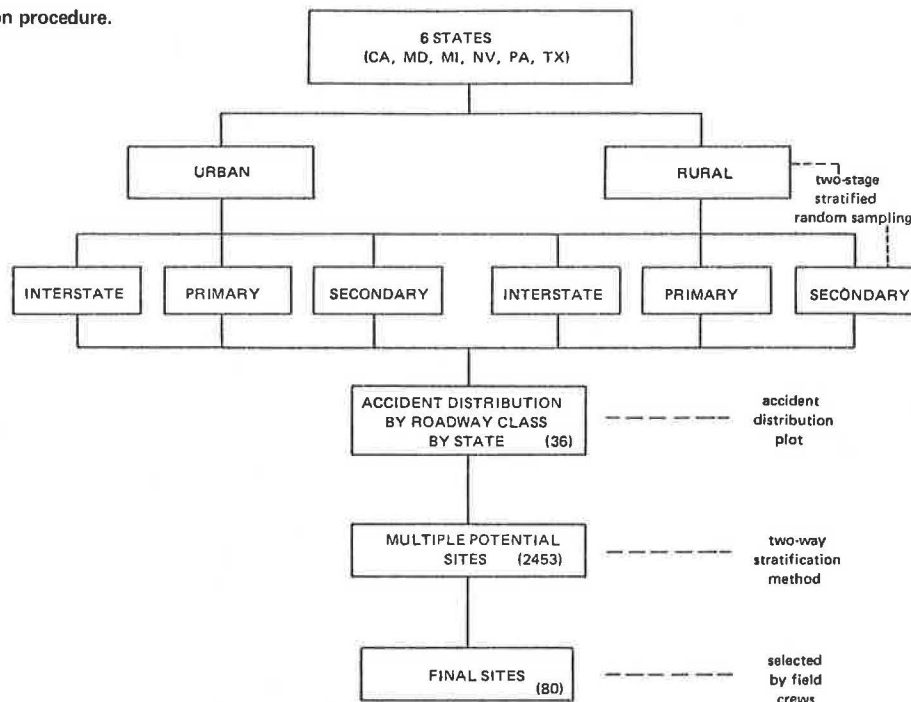 on procedure.
6 STATES
(CA, MD, MI, NV, PA, TX)
URBAN
RURAL
two-stage
stratified
random sampling
INTERSTATE
PRIMARY
SECONDARY
INTERSTATE
PRIMARY
SECONDARY
ACCIDENT DISTRIBUTION
BY ROADWAY CLASS
BY STATE (36)
accident
distribution
plot
MULTIPLE POTENTIAL
SITES (2453)
two-way
stratification
method
FINAL SITES
(80)
selected
by field
crews